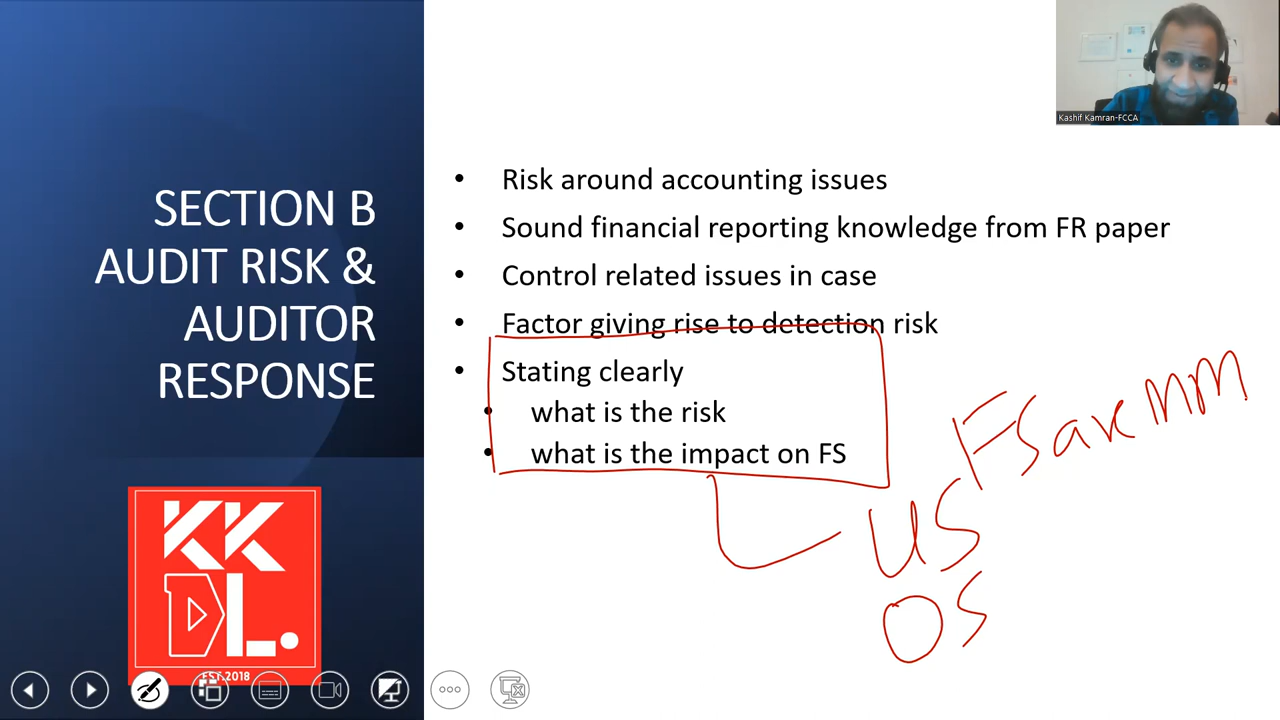 Kashif Kamran-FCCA
SECTION B
AUDIT RISK &
AUDITOR
RESPONSE
• Risk around accounting issues
• Sound financial reporting knowledge from FR paper
• Control related issues in case
• Factor giving rise to detection risk
• Stating clearly
• what is the risk
• what is the impact on FS
FS are MM
US
OS
KK
DL.
EST.2018